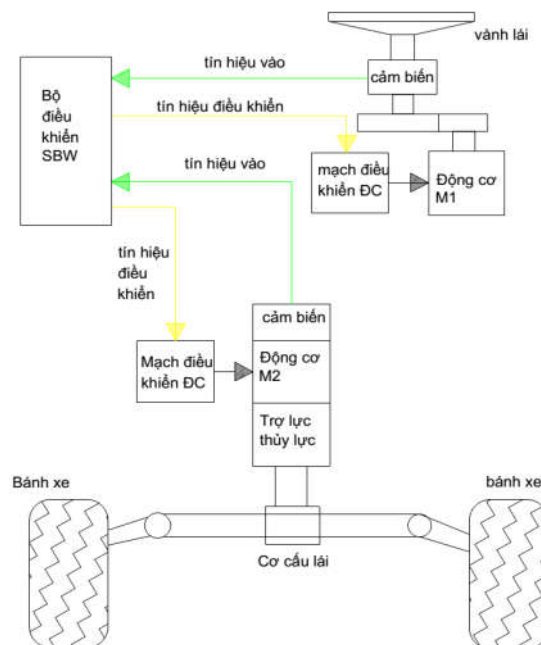 vành lái
tín hiệu vào
cảm biến
Bộ
điều
khiển
SBW
tín hiệu điều khiển
tín hiệu vào
mạch điều
khiển ĐC
Động cơ
M1
tín hiệu
điều
khiển
cảm biến
Mạch điều
khiển ĐC
Động cơ
M2
Trợ lực
thủy lực
Bánh xe
bánh xe
Cơ cấu lái